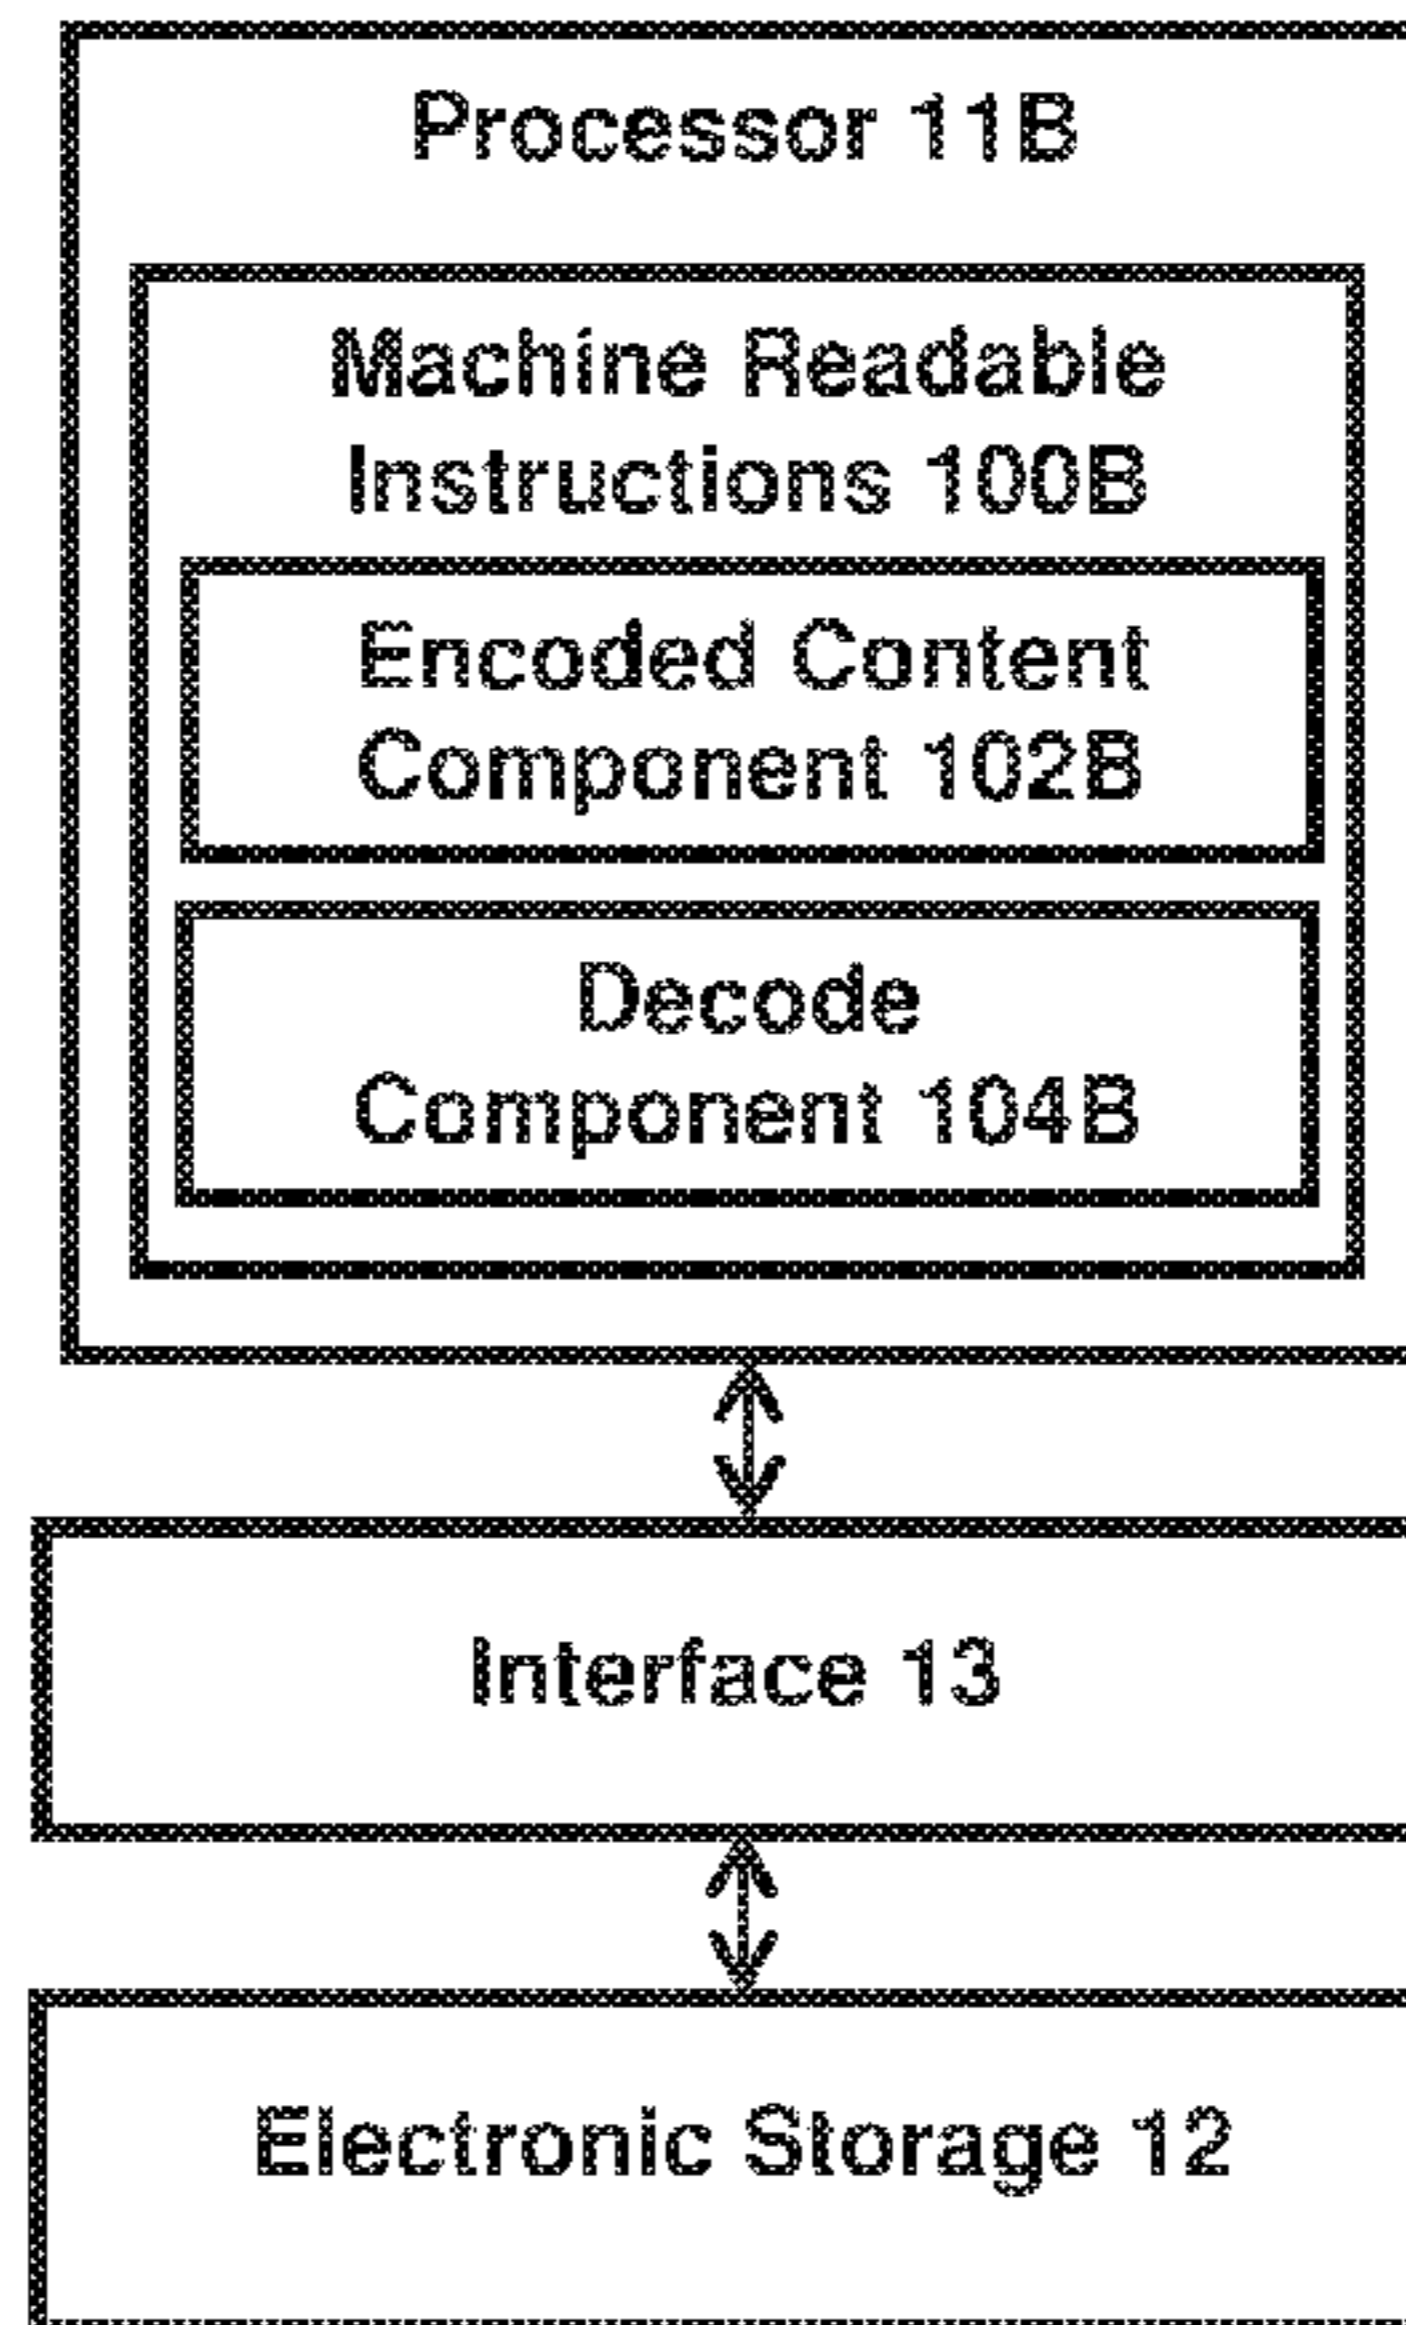 Processor 11B
Machine Readable
Instructions 100B
Encoded Content
Component 102B
Decode
Component 104B
Interface 13
Electronic Storage 12